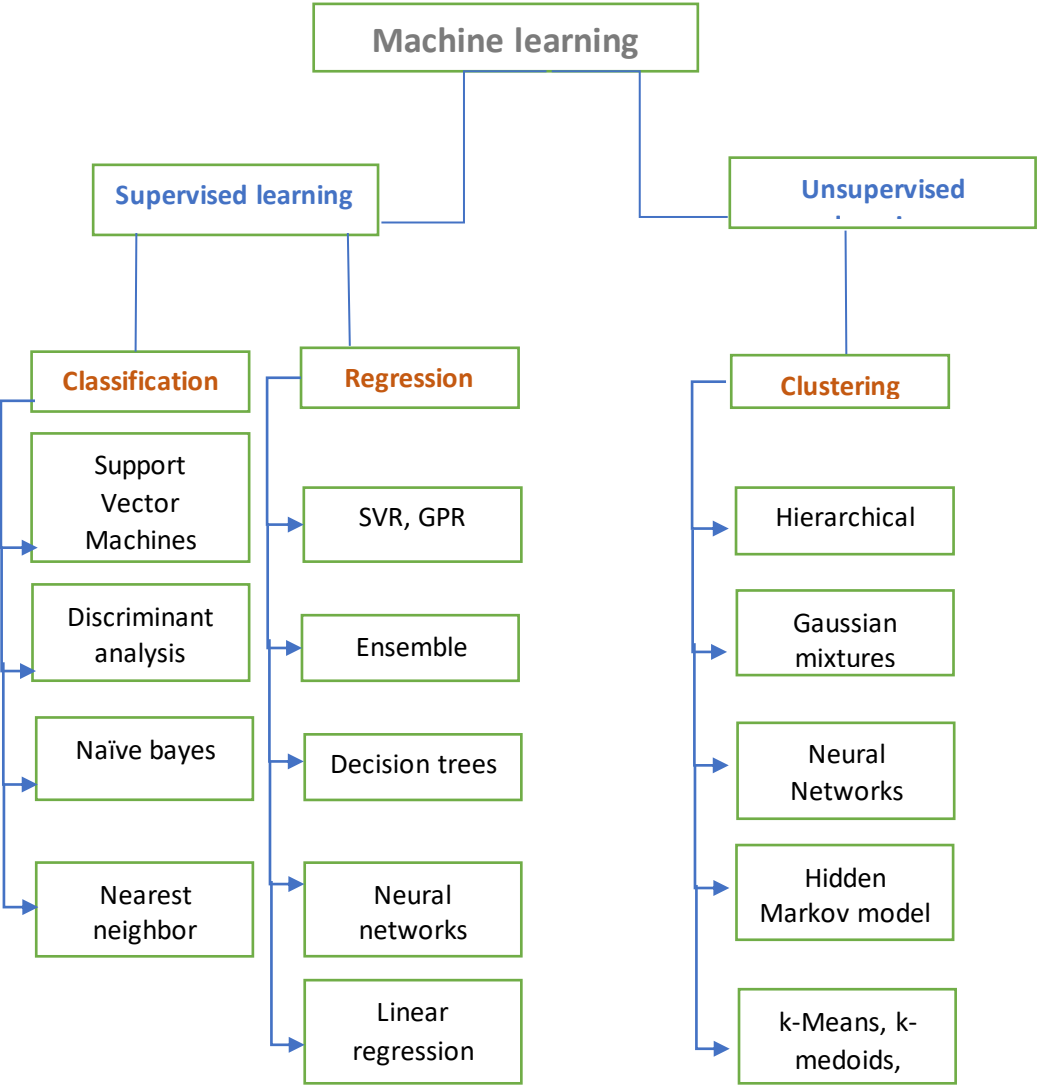 Machine learning
Supervised learning
Unsupervised
Classification
Support
Vector
Machines
Discriminant
analysis
Naïve bayes
Nearest
neighbor
Regression
SVR, GPR
Ensemble
Decision trees
Neural
networks
Linear
regression
Clustering
Hierarchical
Gaussian
mixtures
Neural
Networks
Hidden
Markov model
k-Means, k-
medoids,